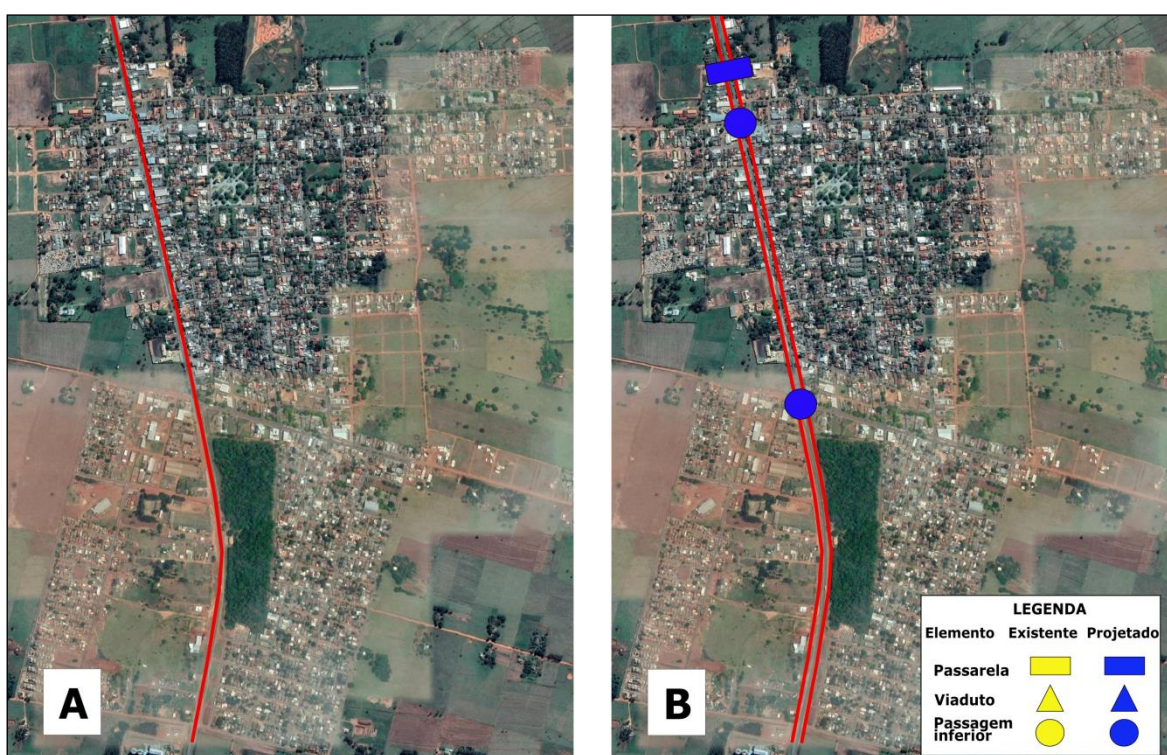 A
B
LEGENDA
Elemento Existente Projetado
Passarela
Viaduto
Passagem
inferior